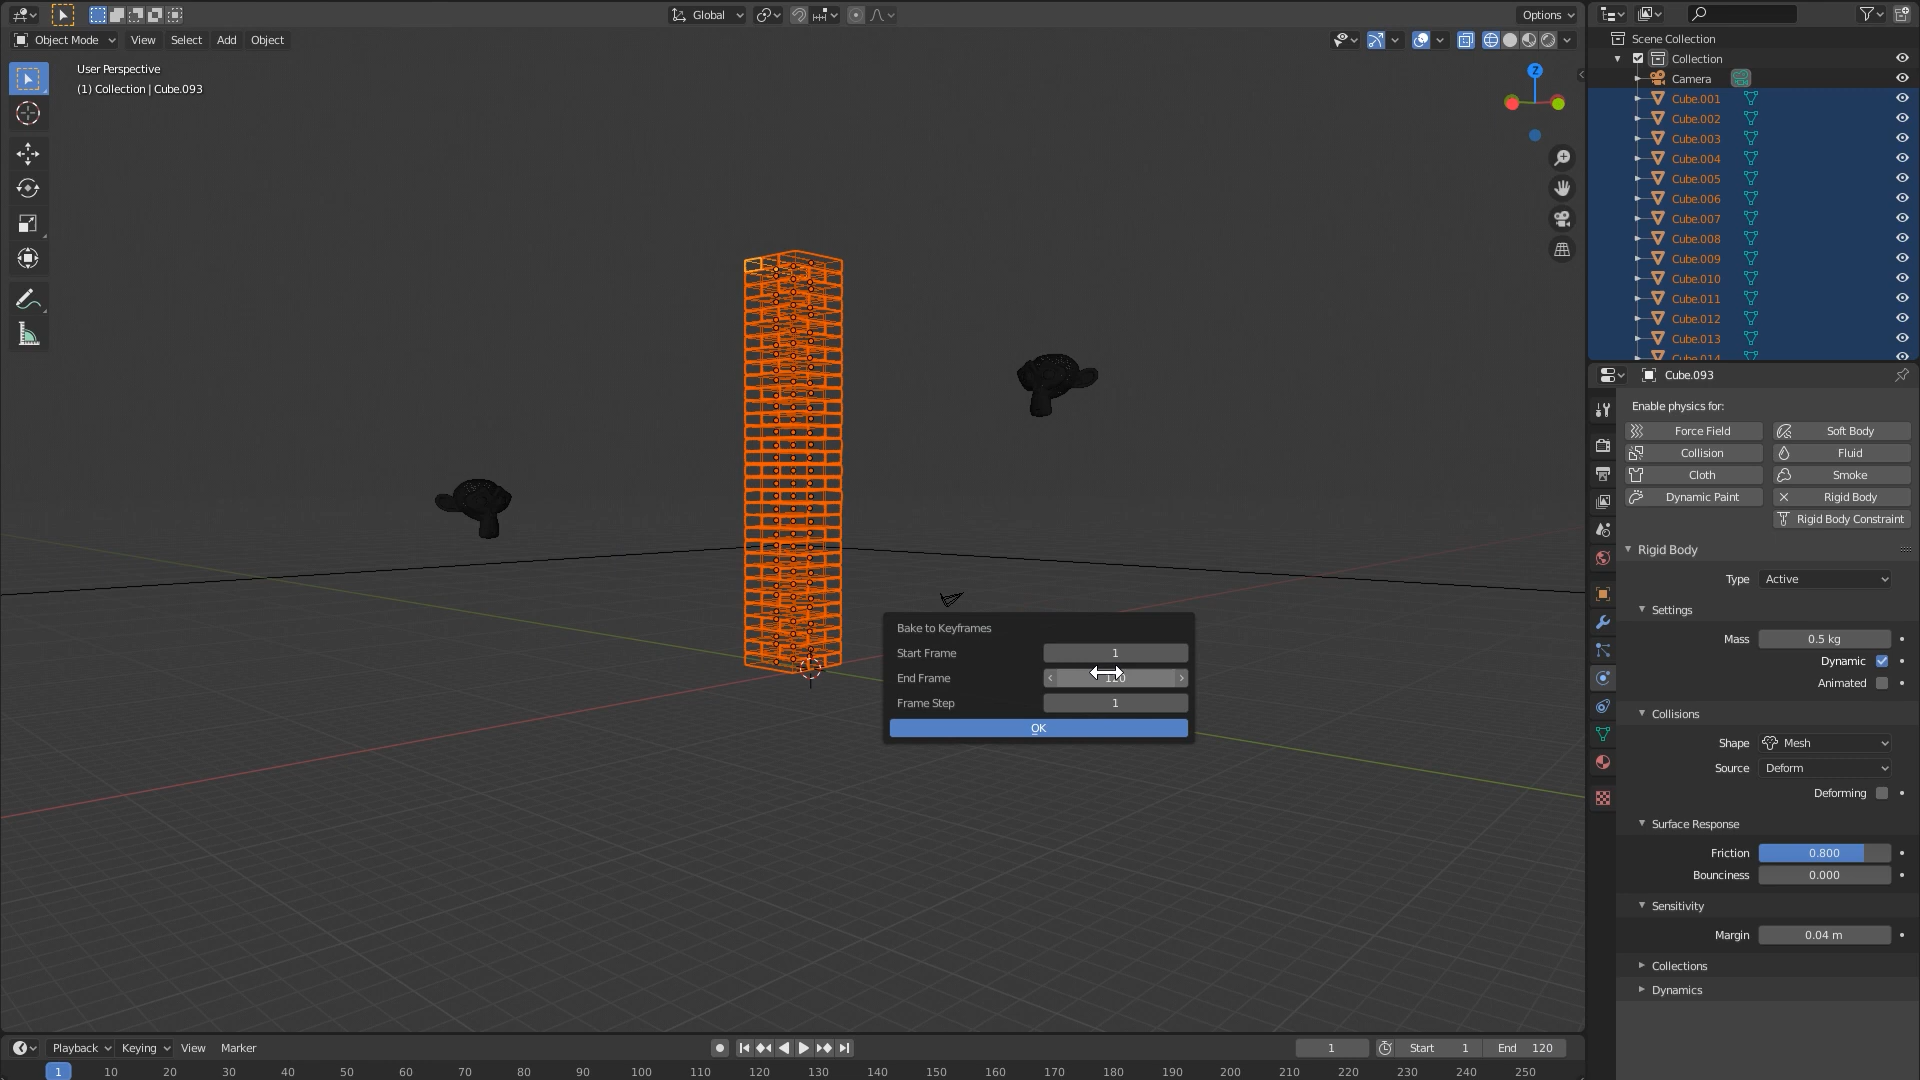 Global
Options
Object Mode
View
Select
Add
Object
User Perspective
(1) Collection | Cube.093
Z
Scene Collection
Collection
Camera
Cube.001
Cube.002
Cube.003
Cube.004
Cube.005
Cube.006
Cube.007
Cube.008
Cube.009
Cube.010
Cube.011
Cube.012
Cube.013
Cube.014
Cube.093
Enable physics for:
Force Field
Soft Body
Collision
Fluid
Cloth
Smoke
Dynamic Paint
Rigid Body
Rigid Body Constraint
Rigid Body
Type
Active
Settings
Mass
0.5 kg
Dynamic
Animated
Collisions
Shape
Mesh
Source
Deform
Deforming
Surface Response
Friction
0.800
Bounciness
0.000
Sensitivity
Margin
0.04 m
Collections
Dynamics
Bake to Keyframes
Start Frame
1
End Frame
120
Frame Step
1
OK
Playback
Keying
View
Marker
1
Start
1
End
120
1
10
20
30
40
50
60
70
80
90
100
110
120
130
140
150
160
170
180
190
200
210
220
230
240
250